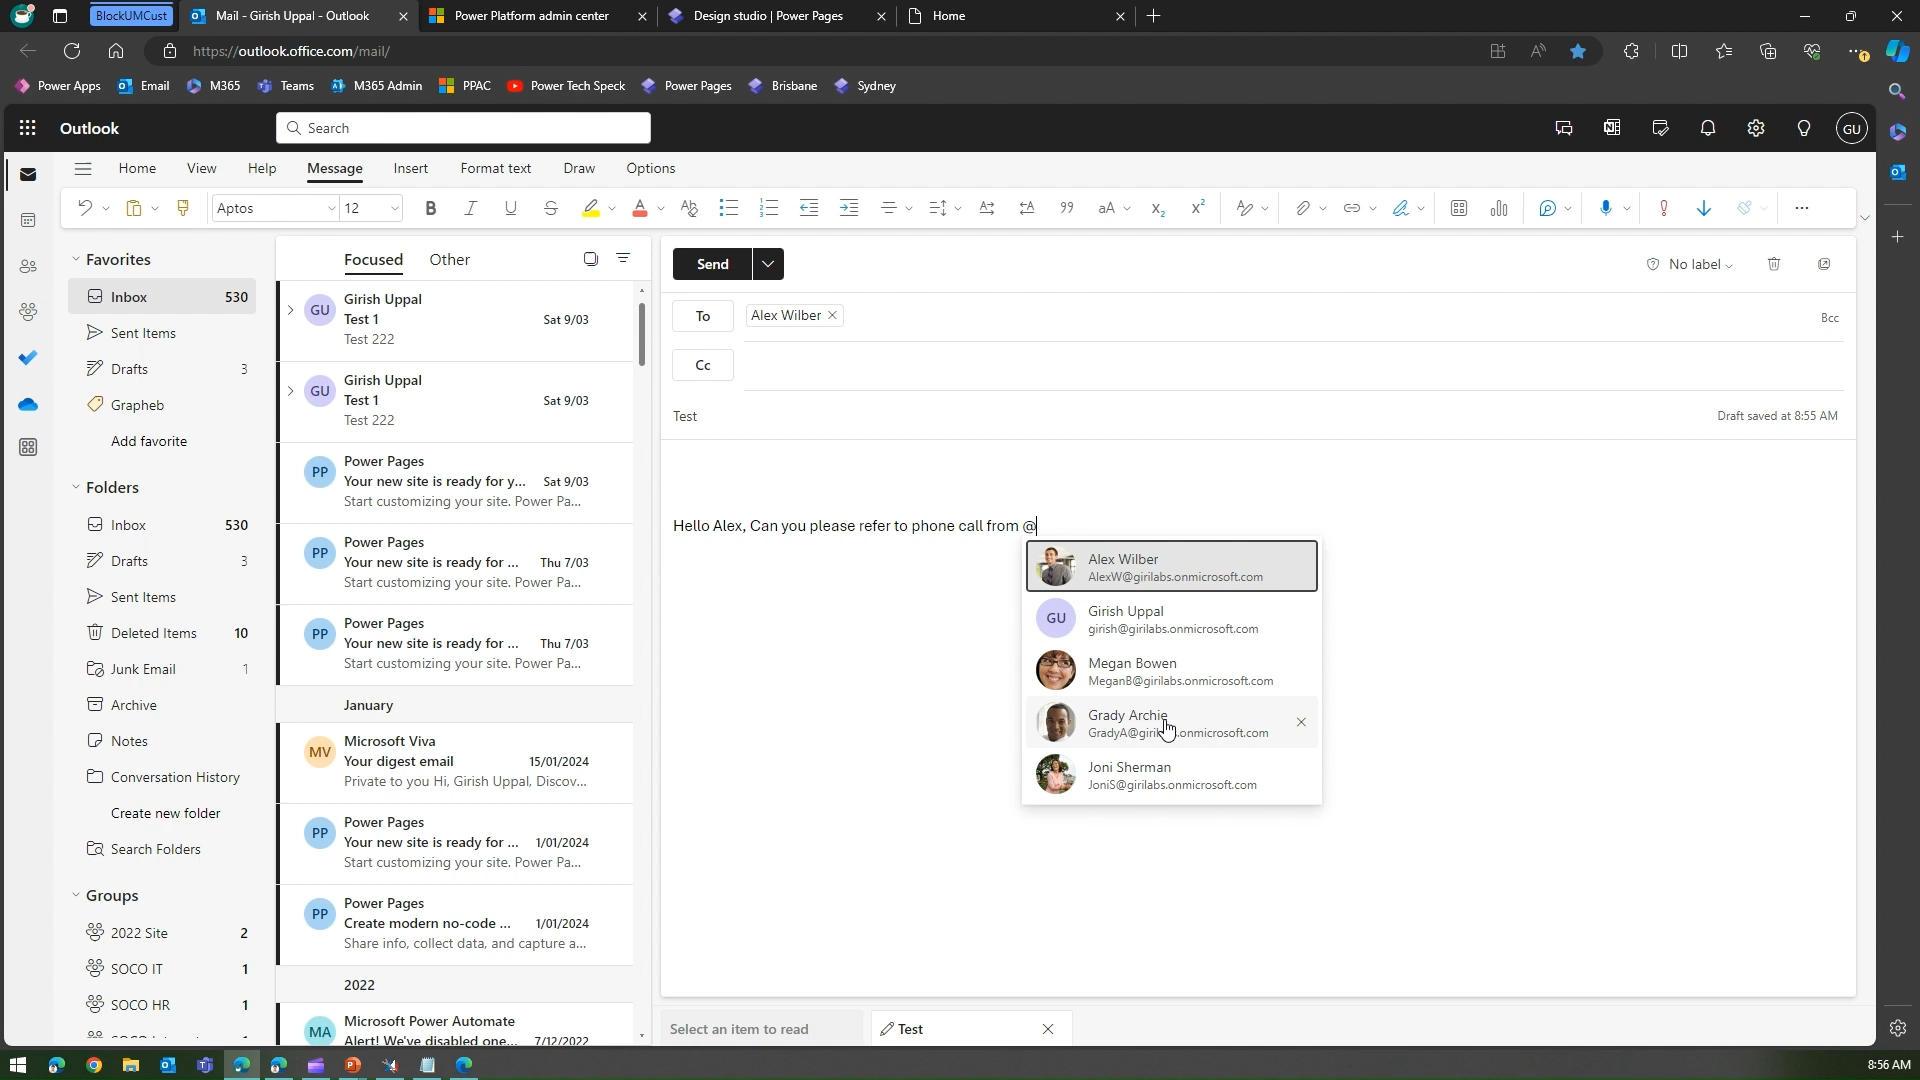 BlockUMCust
Mail - Girish Uppal - Outlook
Power Platform admin center
Design studio | Power Pages
Home
https://outlook.office.com/mail/
Power Apps
Email
M365
Teams
M365 Admin
PPAC
Power Tech Speck
Power Pages
Brisbane
Sydney
Outlook
Search
GU
Home
View
Help
Message
Insert
Format text
Draw
Options
Aptos
12
Favorites
Inbox 530
Sent Items
Drafts 3
Grapheb
Add favorite
Folders
Inbox 530
Drafts 3
Sent Items
Deleted Items 10
Junk Email 1
Archive
Notes
Conversation History
Create new folder
Search Folders
Groups
2022 Site 2
SOCO IT 1
SOCO HR 1
Focused
Other
GU
Girish Uppal
Test 1 Sat 9/03
Test 222
GU
Girish Uppal
Test 1 Sat 9/03
Test 222
PP
Power Pages
Your new site is ready for y... Sat 9/03
Start customizing your site. Power Pa...
PP
Power Pages
Your new site is ready for ... Thu 7/03
Start customizing your site. Power Pa...
PP
Power Pages
Your new site is ready for ... Thu 7/03
Start customizing your site. Power Pa...
January
MV
Microsoft Viva
Your digest email 15/01/2024
Private to you Hi, Girish Uppal, Discov...
PP
Power Pages
Your new site is ready for ... 1/01/2024
Start customizing your site. Power Pa...
PP
Power Pages
Create modern no-code ... 1/01/2024
Share info, collect data, and capture a...
2022
MA
Microsoft Power Automate
Alert! We've disabled one... 7/12/2022
Send
No label
To
Alex Wilber
Bcc
Cc
Test
Draft saved at 8:55 AM
Hello Alex, Can you please refer to phone call from @
Alex Wilber
AlexW@girilabs.onmicrosoft.com
GU
Girish Uppal
girish@girilabs.onmicrosoft.com
Megan Bowen
MeganB@girilabs.onmicrosoft.com
Grady Archie
Joni Sherman
JoniS@girilabs.onmicrosoft.com
Select an item to read
Test
8:56 AM